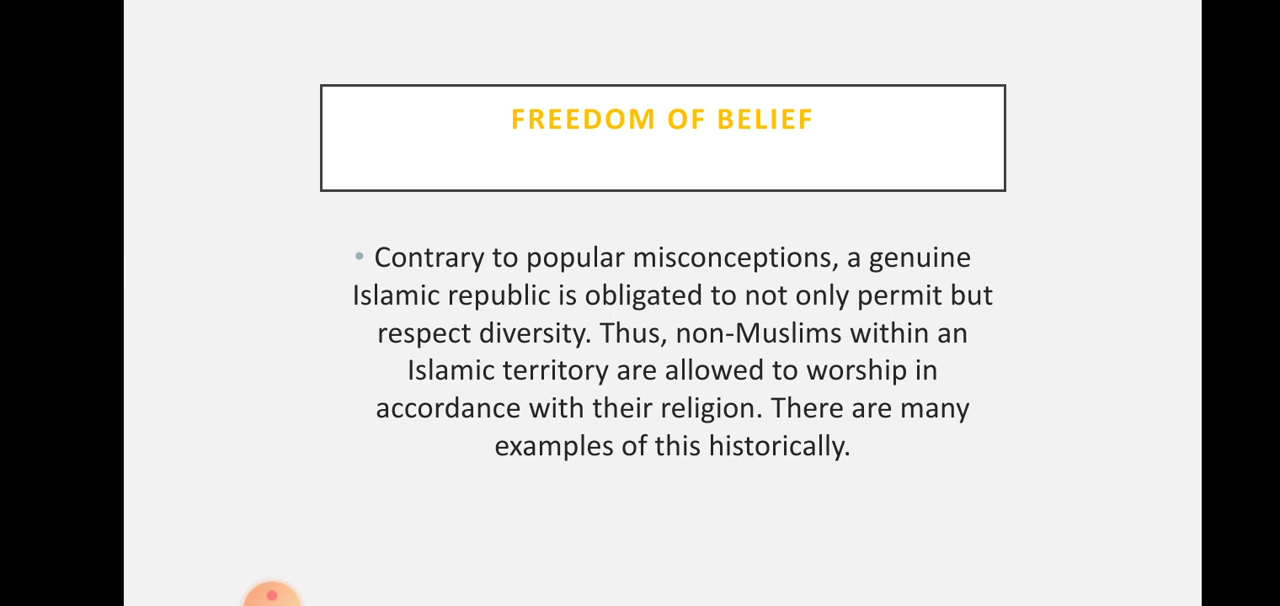 FREEDOM OF BELIEF
• Contrary to popular misconceptions, a genuine
Islamic republic is obligated to not only permit but
respect diversity. Thus, non-Muslims within an
Islamic territory are allowed to worship in
accordance with their religion. There are many
examples of this historically.